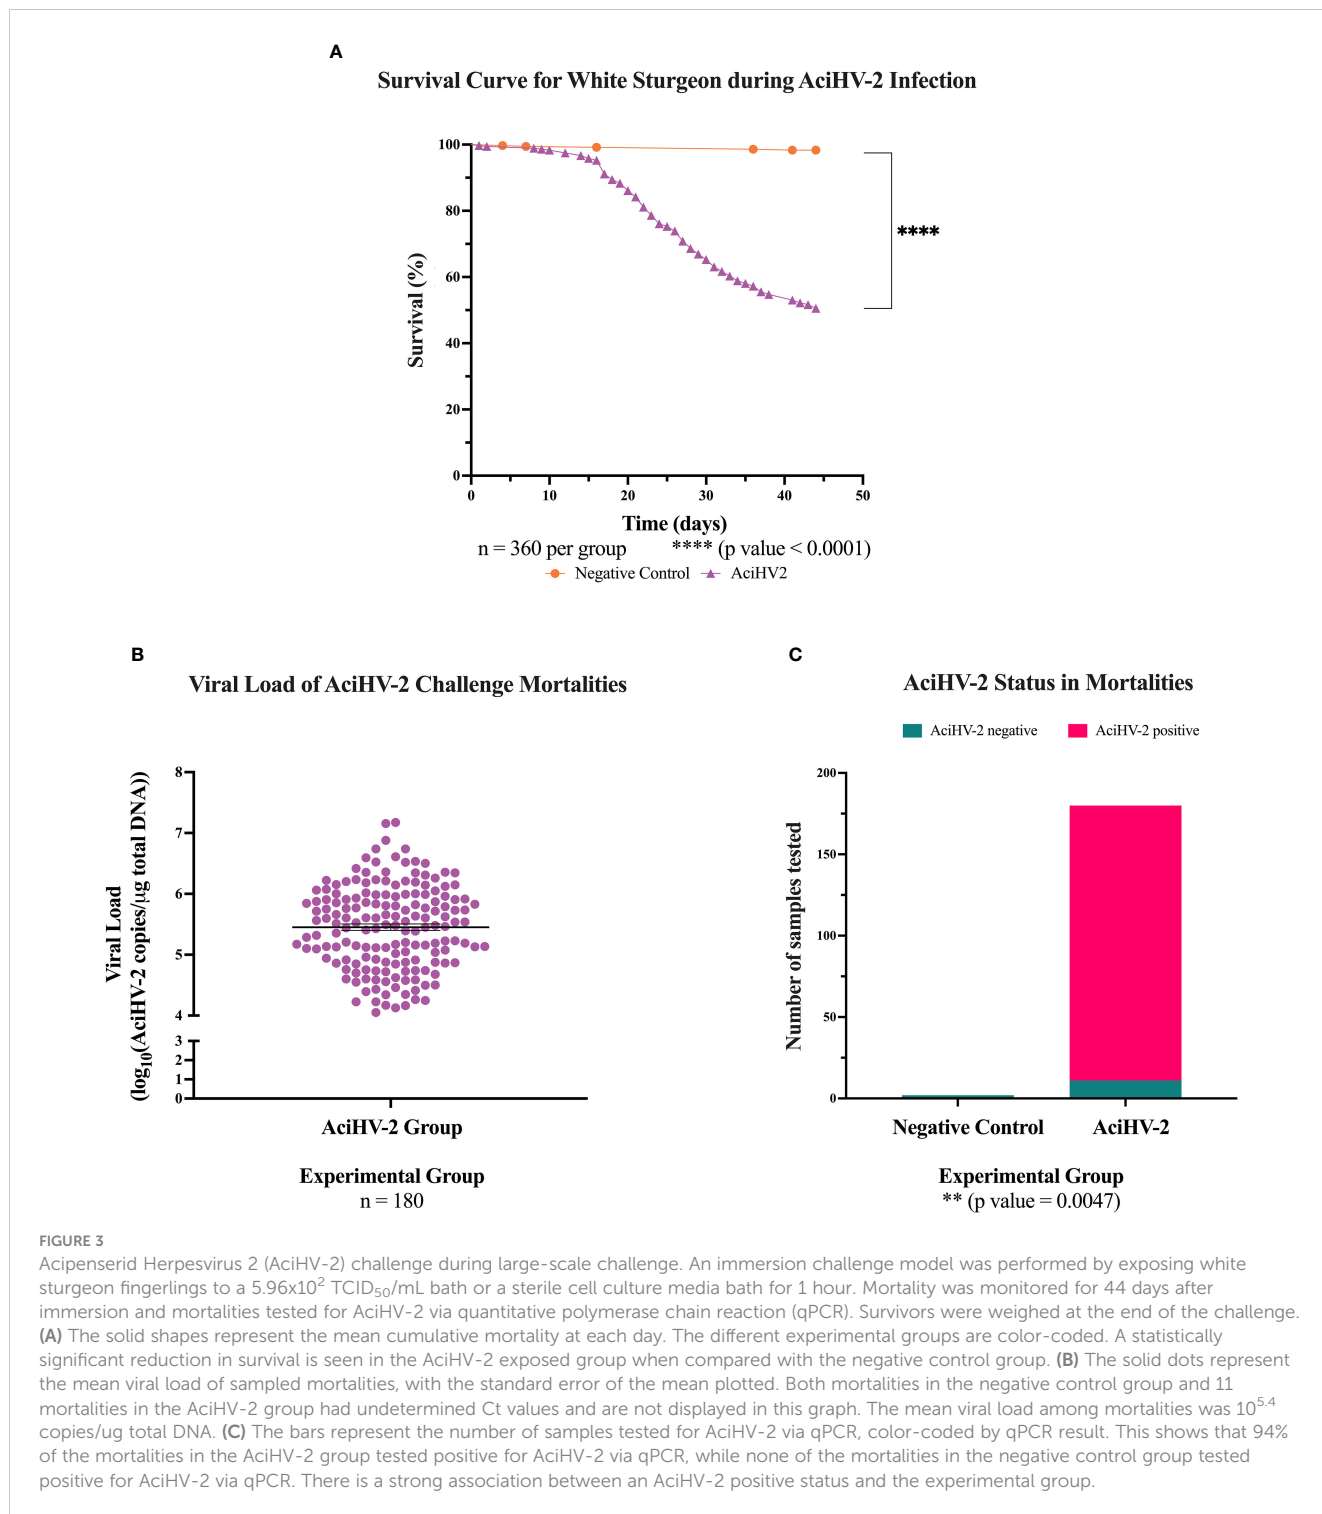 A
Survival Curve for White Sturgeon during AciHV-2 Infection
100
80
60
40
20
0
Survival (%)
****
0 10 20 30 40 50
Time (days)
n = 360 per group **** (p value < 0.0001)
Negative Control AciHV2
B
Viral Load of AciHV-2 Challenge Mortalities
Viral Load
(log10(AciHV-2 copies/µg total DNA))
8
7
6
5
4
3
2
1
0
AciHV-2 Group
Experimental Group
n = 180
C
AciHV-2 Status in Mortalities
AciHV-2 negative AciHV-2 positive
Number of samples tested
200
150
100
50
0
Negative Control AciHV-2
Experimental Group
** (p value = 0.0047)
FIGURE 3
Acipenserid Herpesvirus 2 (AciHV-2) challenge during large-scale challenge. An immersion challenge model was performed by exposing white
sturgeon fingerlings to a 5.96x10² TCID50/mL bath or a sterile cell culture media bath for 1 hour. Mortality was monitored for 44 days after
immersion and mortalities tested for AciHV-2 via quantitative polymerse chain reaction (qPCR). Survivors were weighed at the end of the challenge.
(A) The solid shapes represent the mean cumulative mortality at each day. The different experimental groups are color-coded. A statistically
significant reduction in survival is seen in the AciHV-2 exposed group when compared with the negative control group. (B) The solid dots represent
the mean viral load of sampled mortalities, with the standard error of the mean plotted. Both mortalities in the negative control group and 11
mortalities in the AciHV-2 group had undetermined Ct values and are not displayed in this graph. The mean viral load among mortalities was 10^5.4
copies/ug total DNA. (C) The bars represent the number of samples tested for AciHV-2 via qPCR, color-coded by qPCR result. This shows that 94%
of the mortalities in the AciHV-2 group tested positive for AciHV-2 via qPCR, while none of the mortalities in the negative control group tested
positive for AciHV-2 via qPCR. There is a strong association between an AciHV-2 positive status and the experimental group.